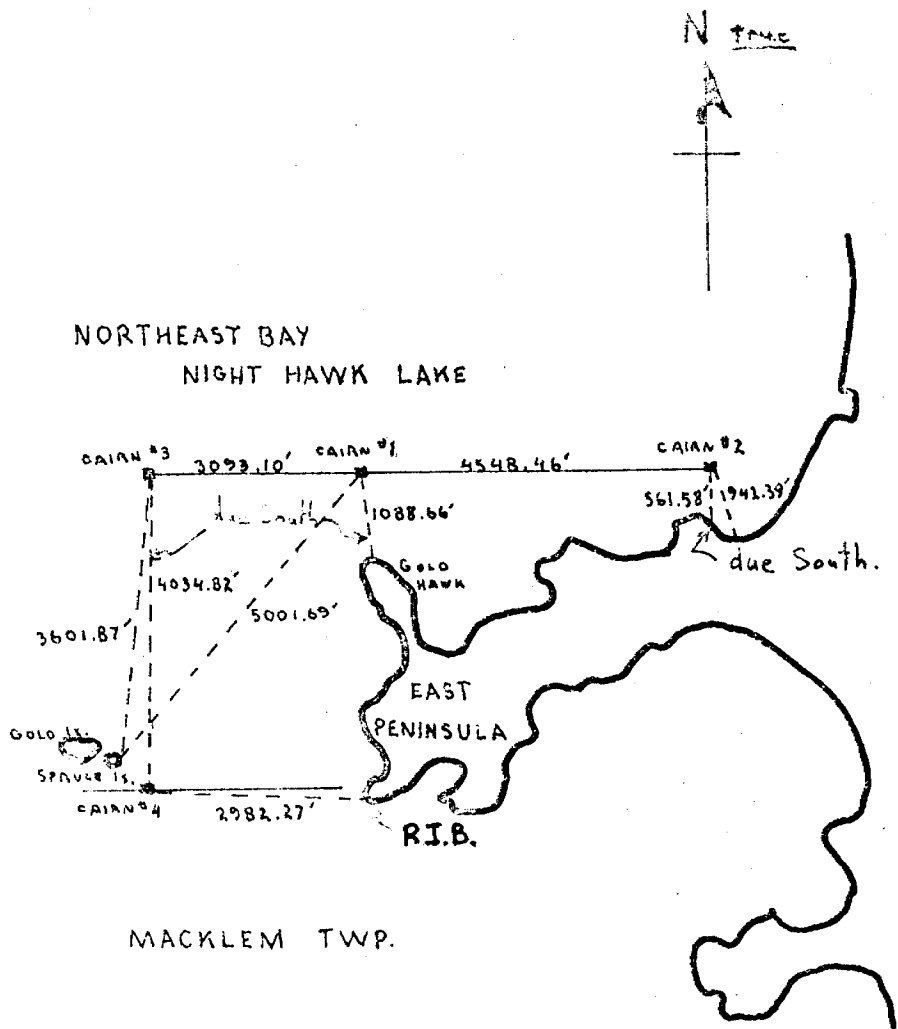 N true
NORTHEAST BAY
NIGHT HAWK LAKE
CAIRN #3
3093.10'
CAIRN #1
4548.46'
CAIRN #2
561.58'
1942.39'
1088.66'
due South
due South.
GOLD
HAWK
4034.82'
5001.69'
3601.87'
EAST
PENINSULA
GOLD IS.
SPRUCE IS.
CAIRN #4
2982.27'
R.I.B.
MACKLEM TWP.